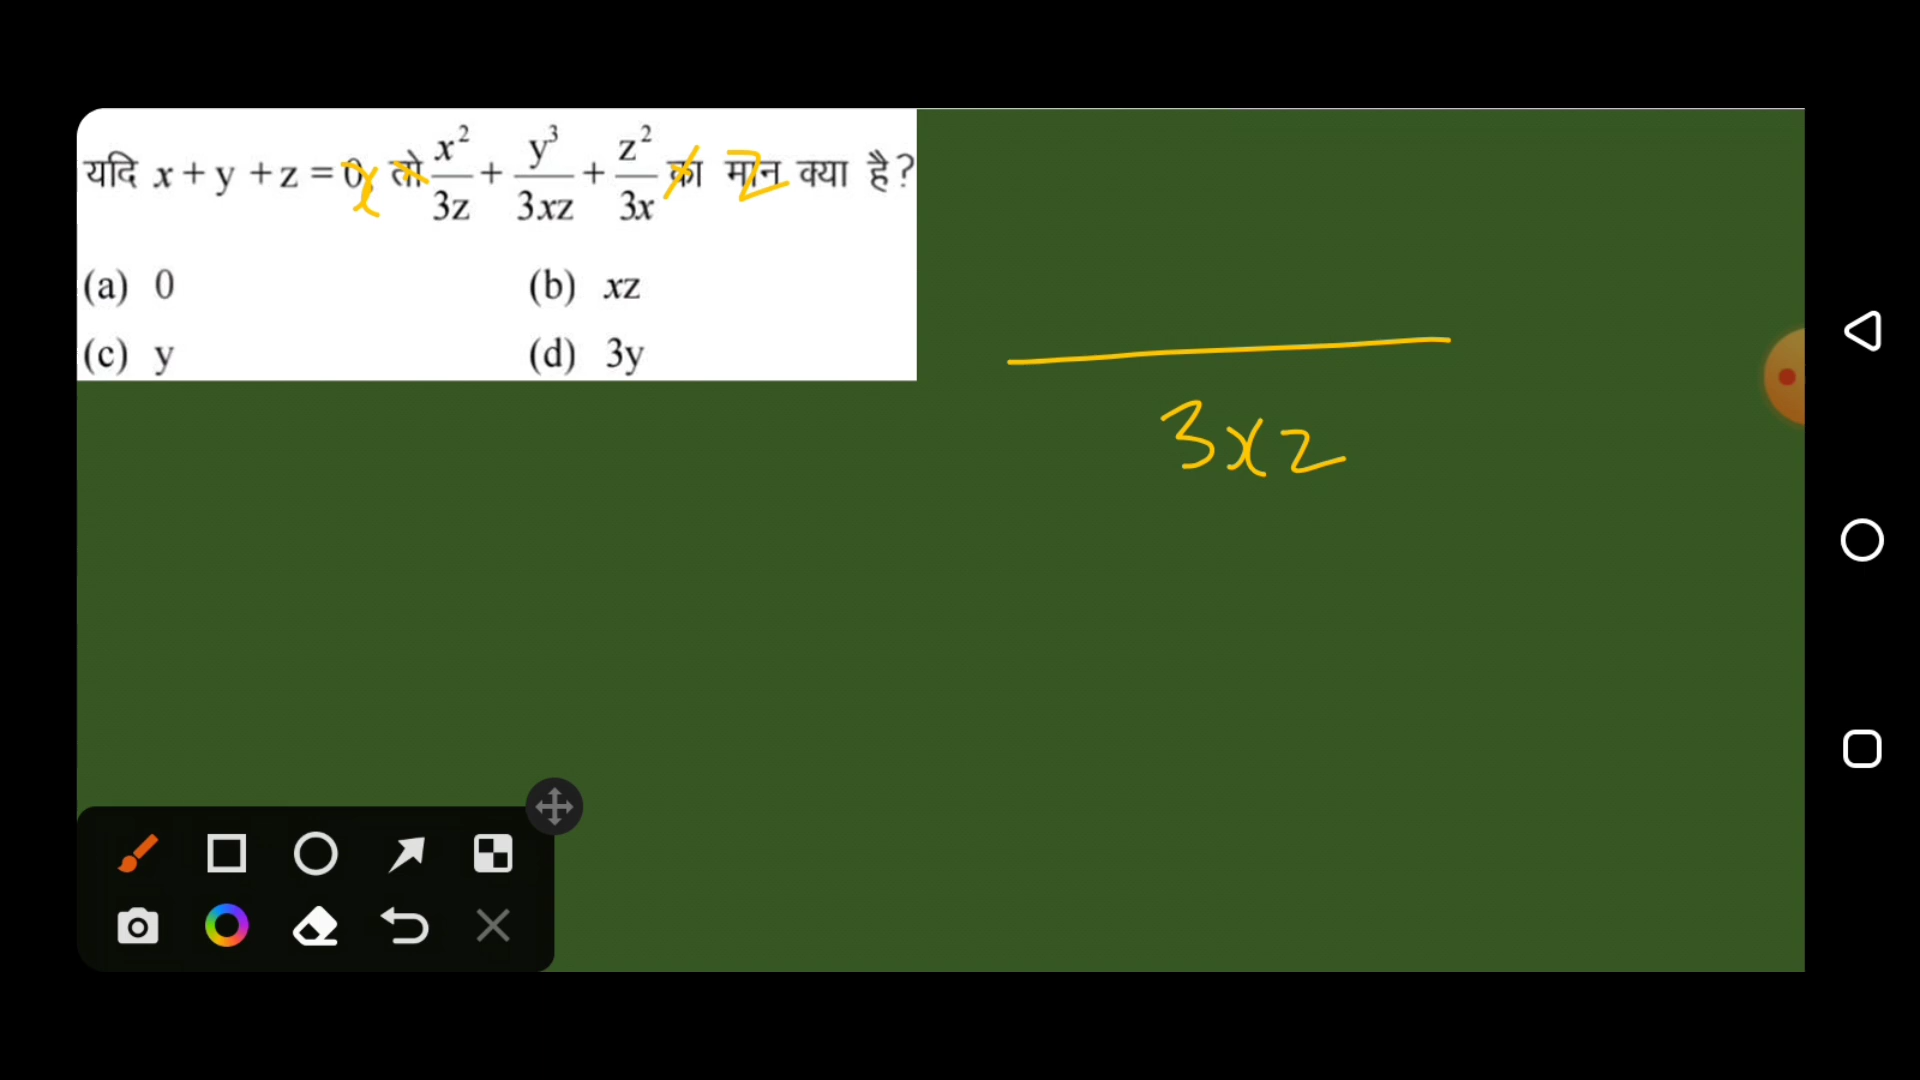 यदि x + y + z = 0, तो x²/3z + y³/3xz + z²/3x का मान क्या है?
x × × z
(a) 0 (b) xz
(c) y (d) 3y
3xz